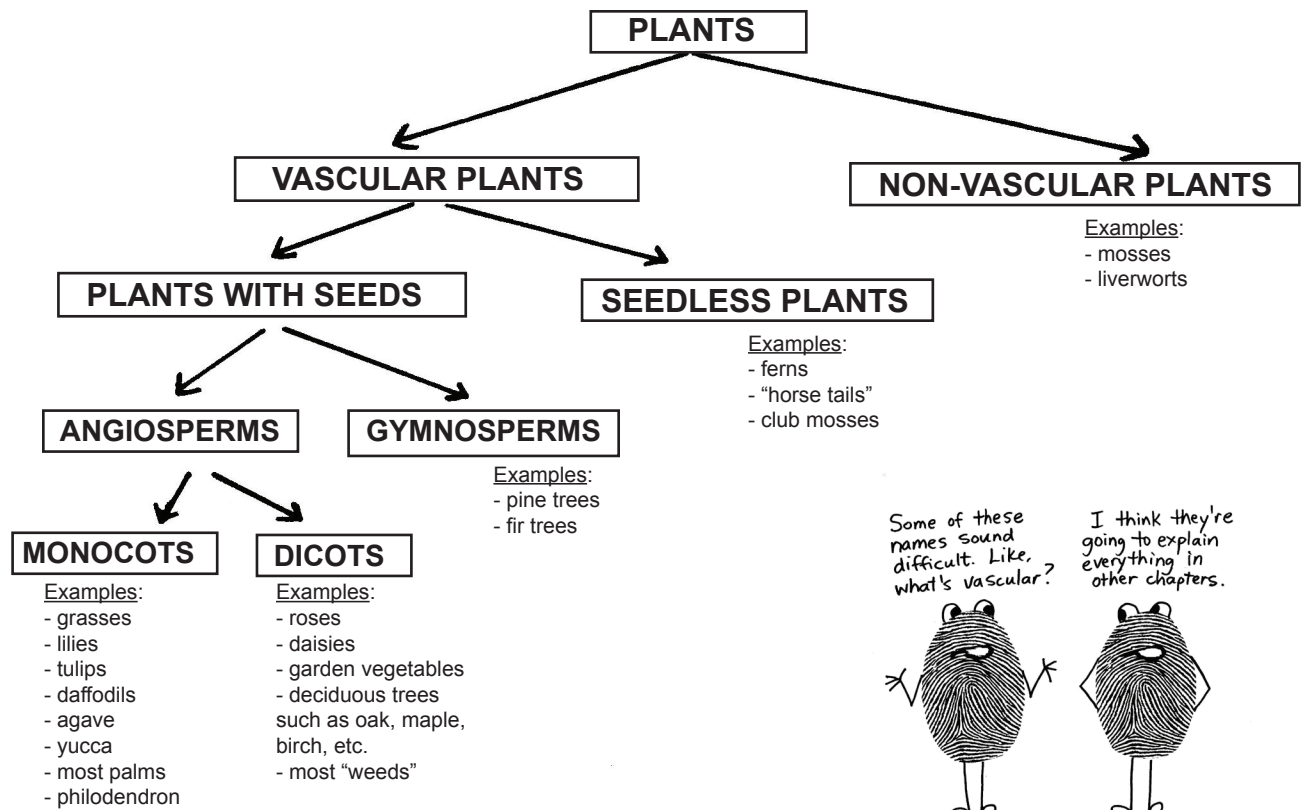 PLANTS
VASCULAR PLANTS
NON-VASCULAR PLANTS
Examples:
- mosses
- liverworts
PLANTS WITH SEEDS
SEEDLESS PLANTS
Examples:
- ferns
- “horse tails”
- club mosses
ANGIOSPERMS
GYMNOSPERMS
Examples:
- pine trees
- fir trees
MONOCOTS
Examples:
- grasses
- lilies
- tulips
- daffodils
- agave
- yucca
- most palms
- philodendron
DICOTS
Examples:
- roses
- daisies
- garden vegetables
- deciduous trees
such as oak, maple,
birch, etc.
- most “weeds”
Some of these
names sound
difficult. Like,
what's vascular?
I think they're
going to explain
everything in
other chapters.